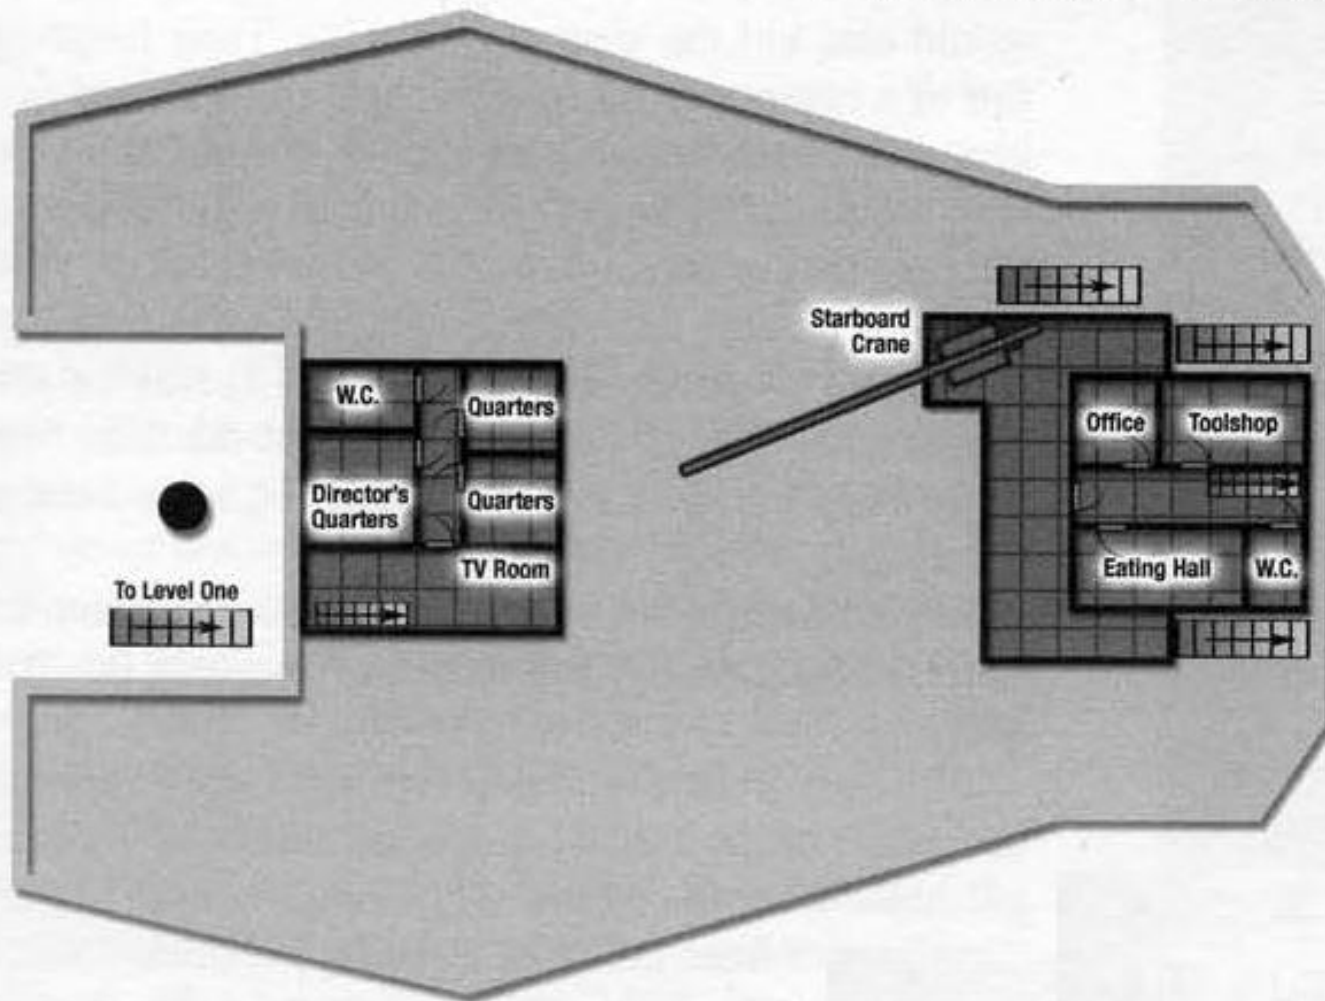 Starboard
Crane
W.C.
Quarters
Office
Toolshop
Director's
Quarters
Quarters
TV Room
Eating Hall
W.C.
To Level One